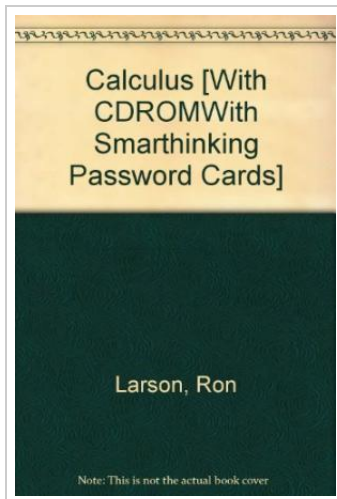 Calculus [With
CDROMWith
Smarthinking
Password Cards]
Larson, Ron
Note: This is not the actual book cover